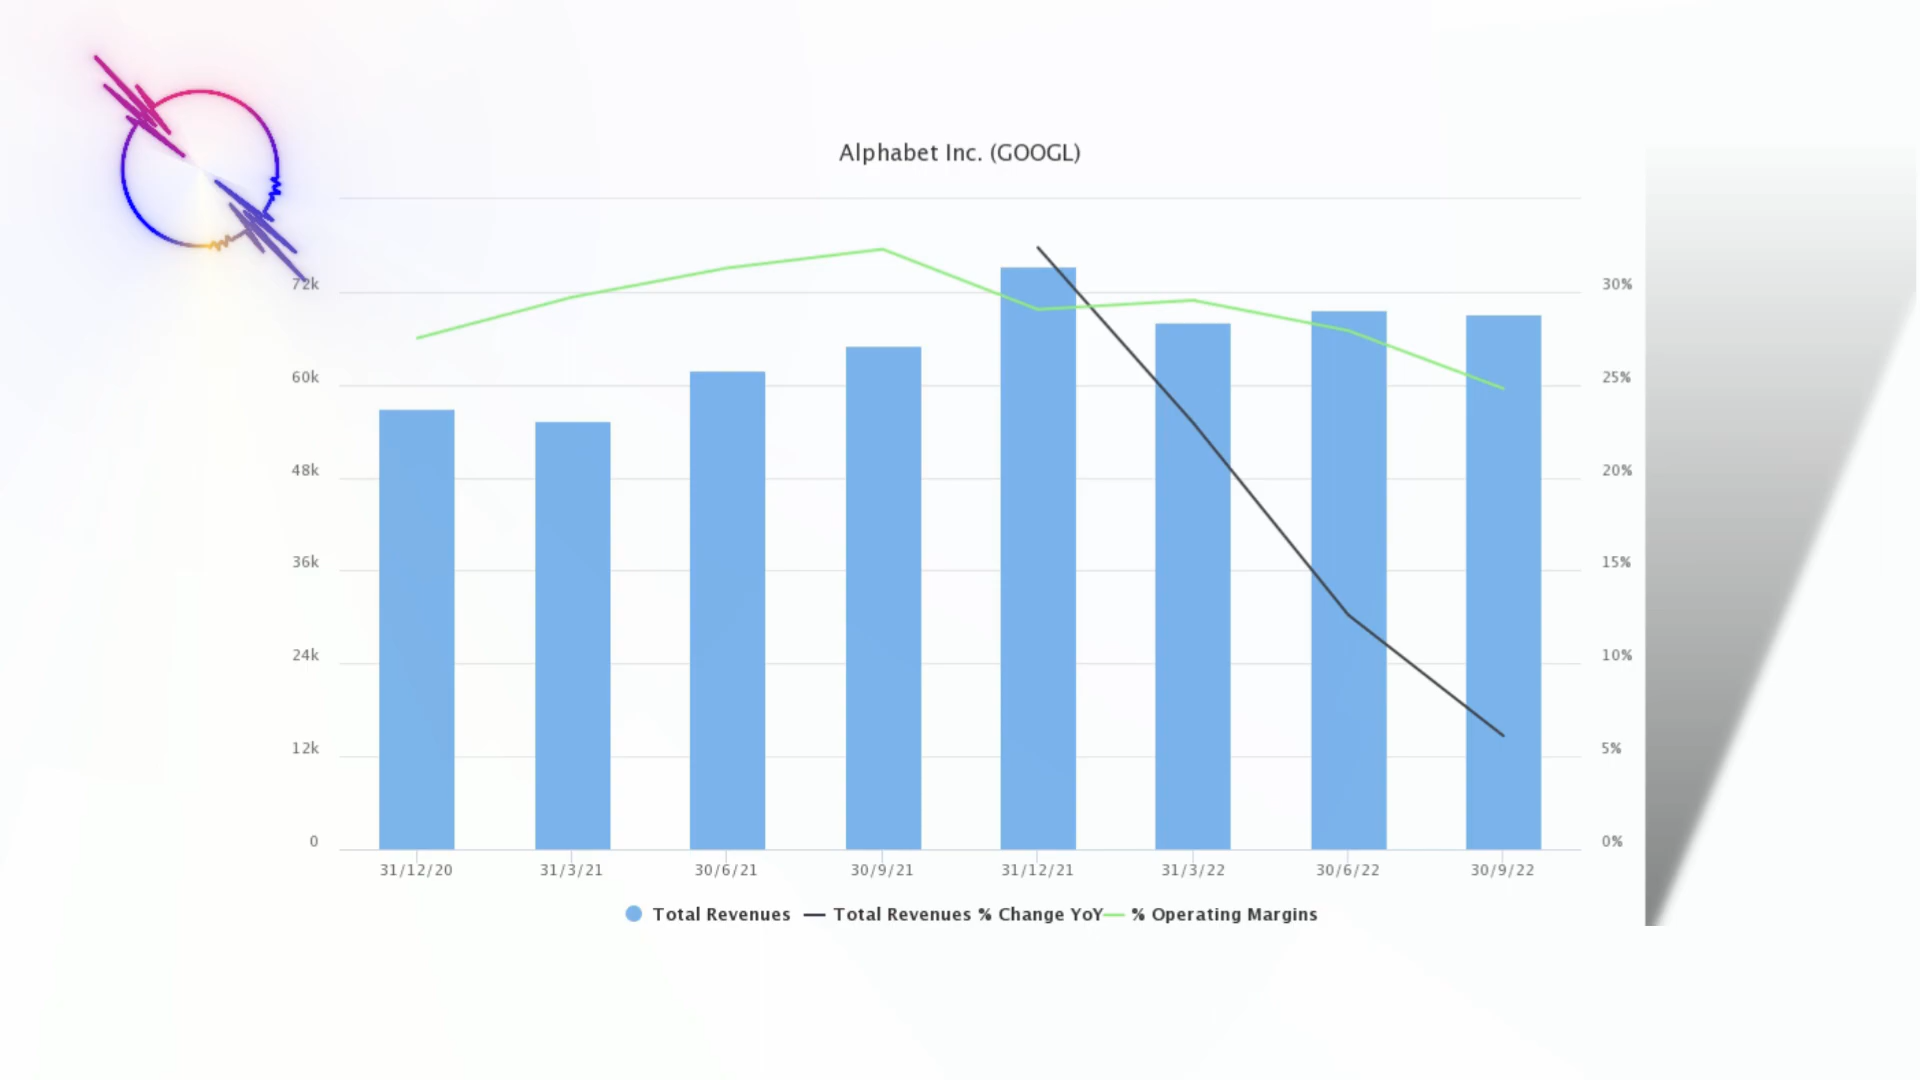 Alphabet Inc. (GOOGL)
72k 30%
60k 25%
48k 20%
36k 15%
24k 10%
12k 5%
0 0%
31/12/20 31/3/21 30/6/21 30/9/21 31/12/21 31/3/22 30/6/22 30/9/22
Total Revenues Total Revenues % Change YoY % Operating Margins